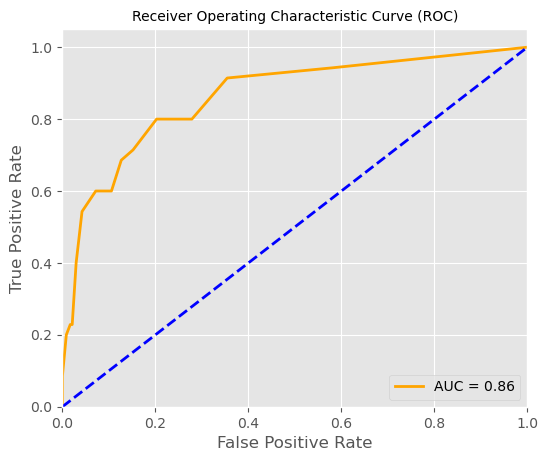 Receiver Operating Characteristic Curve (ROC)
1.0
0.8
0.6
0.4
0.2
0.0
True Positive Rate
AUC = 0.86
0.0 0.2 0.4 0.6 0.8 1.0
False Positive Rate